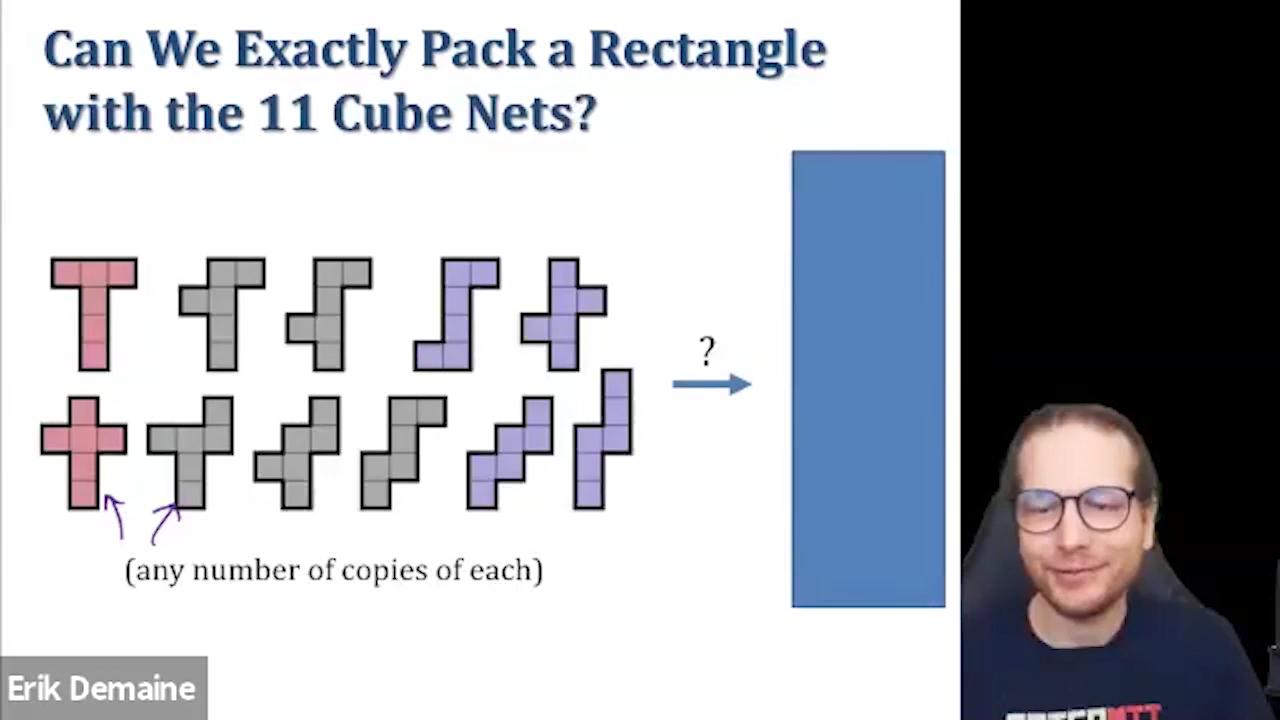 Can We Exactly Pack a Rectangle
with the 11 Cube Nets?
?
(any number of copies of each)
Erik Demaine